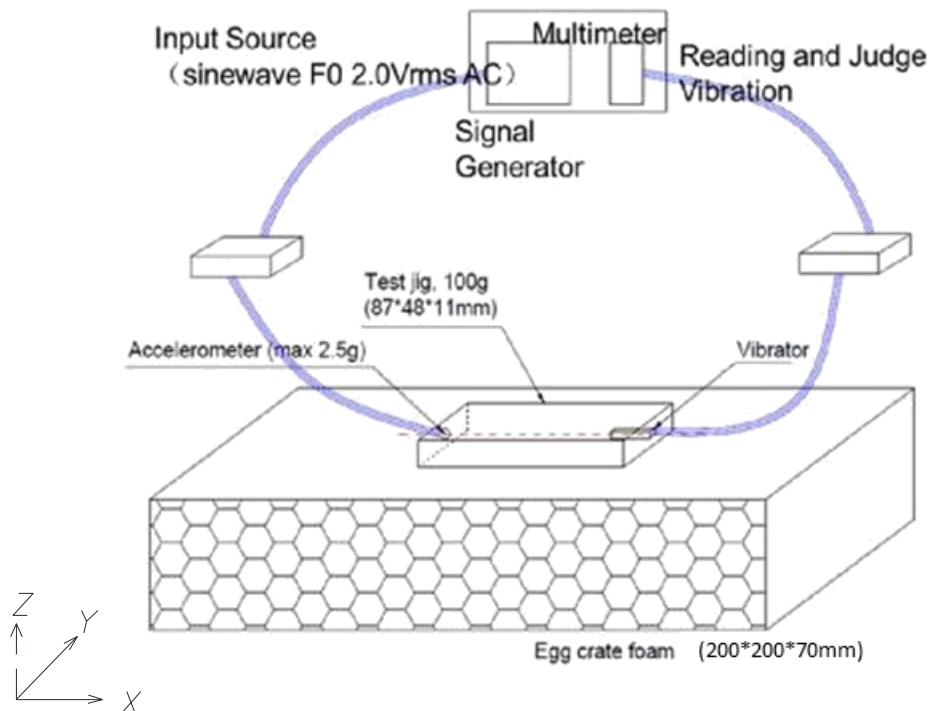 Input Source
（sinewave F0 2.0Vrms AC）
Multimeter
Reading and Judge
Vibration
Signal
Generator
Test jig, 100g
(87*48*11mm)
Accelerometer (max 2.5g)
Vibrator
Z
Y
X
Egg crate foam (200*200*70mm)